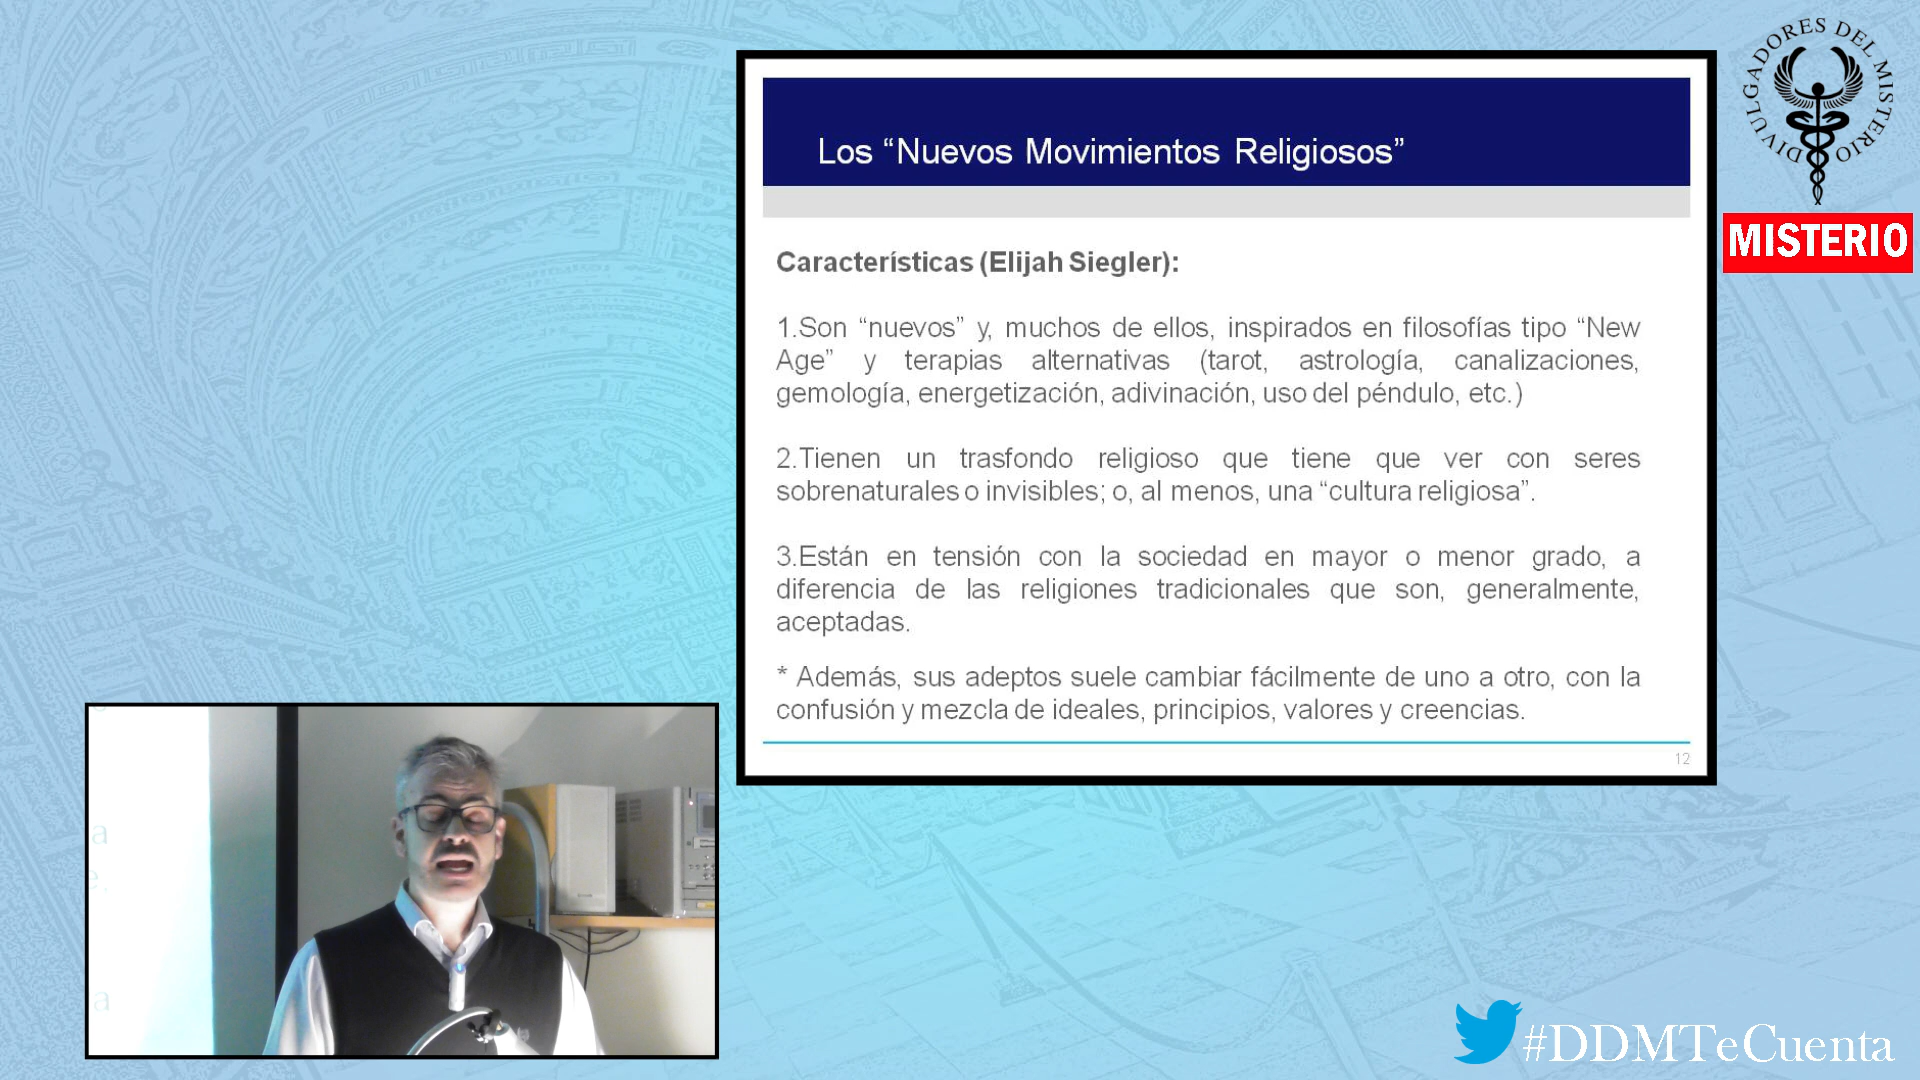 Los “Nuevos Movimientos Religiosos”
Características (Elijah Siegler):
1.Son “nuevos” y, muchos de ellos, inspirados en filosofías tipo “New
Age” y terapias alternativas (tarot, astrología, canalizaciones,
gemología, energetización, adivinación, uso del péndulo, etc.)
2.Tienen un trasfondo religioso que tiene que ver con seres
sobrenaturales o invisibles; o, al menos, una “cultura religiosa”.
3.Están en tensión con la sociedad en mayor o menor grado, a
diferencia de las religiones tradicionales que son, generalmente,
aceptadas.
* Además, sus adeptos suele cambiar fácilmente de uno a otro, con la
confusión y mezcla de ideales, principios, valores y creencias.
12
DIVULGADORES DEL MISTERIO
MISTERIO
a
e,
a
#DDMTeCuenta